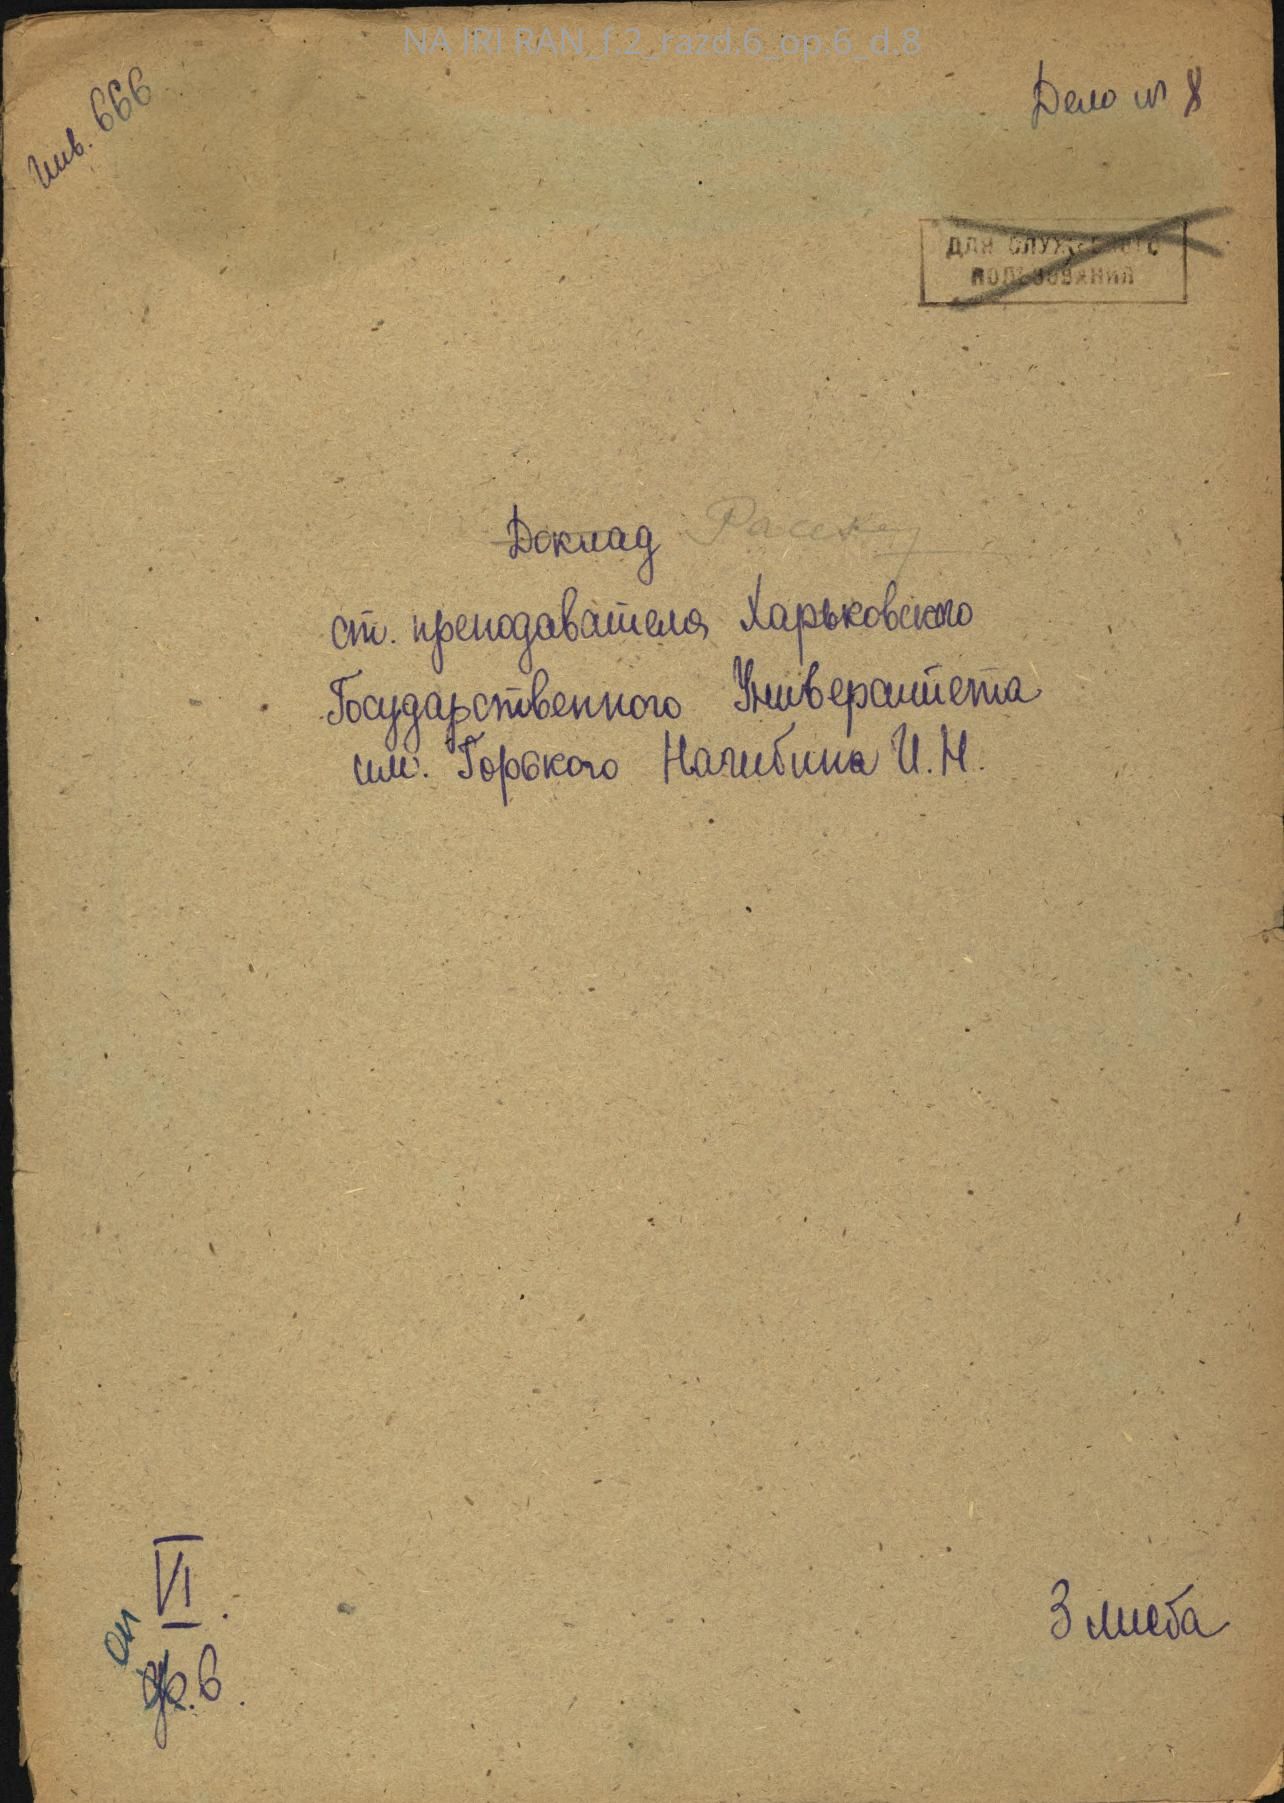 NA IRI RAN_f.2_razd.6_op.6_d.8
Инв. 666
Дело № 8
ДЛЯ СЛУЖЕБНОГО
ПОЛЬЗОВАНИЯ
Доклад Рассказ
ст. преподавателя Харьковского
Государственного Университета
им. Горького Нагибина И.Н.
VI.
оп
ф.6.
3 листа